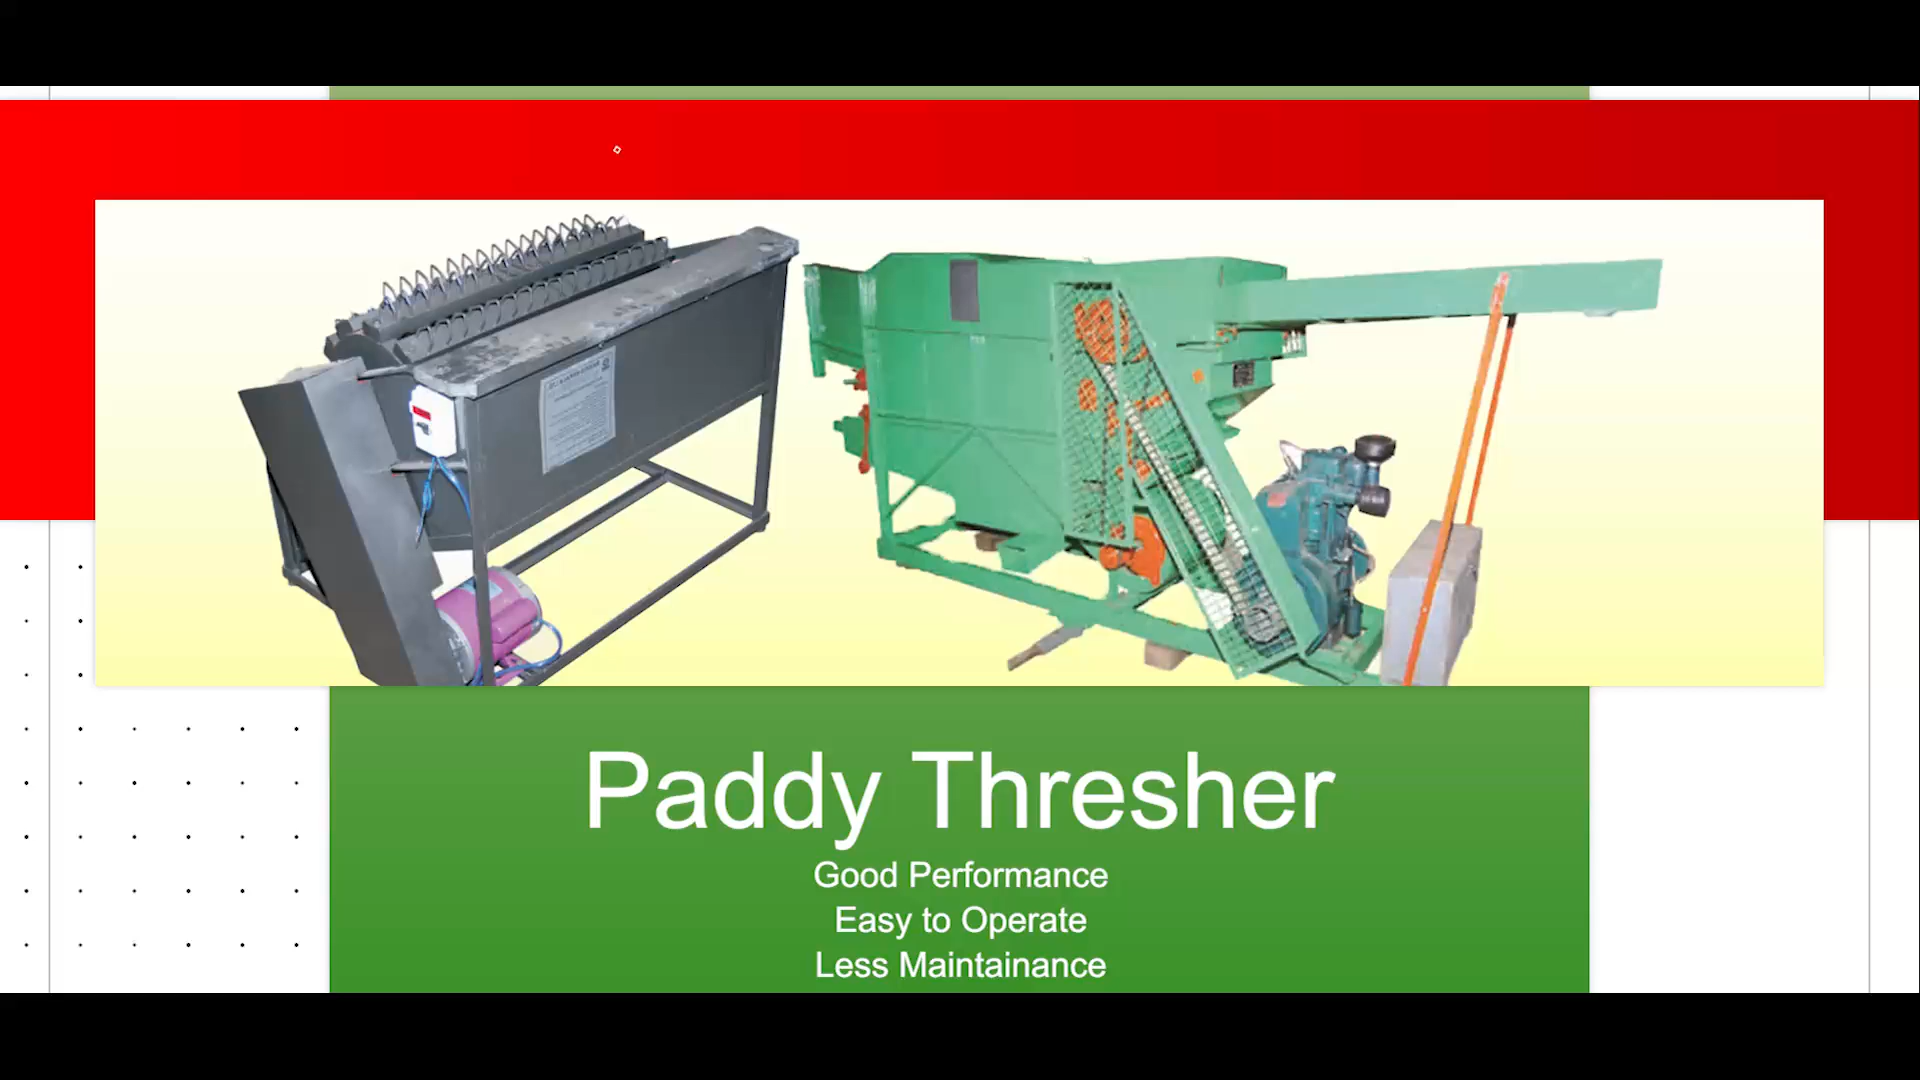 Paddy Thresher
Good Performance
Easy to Operate
Less Maintainance